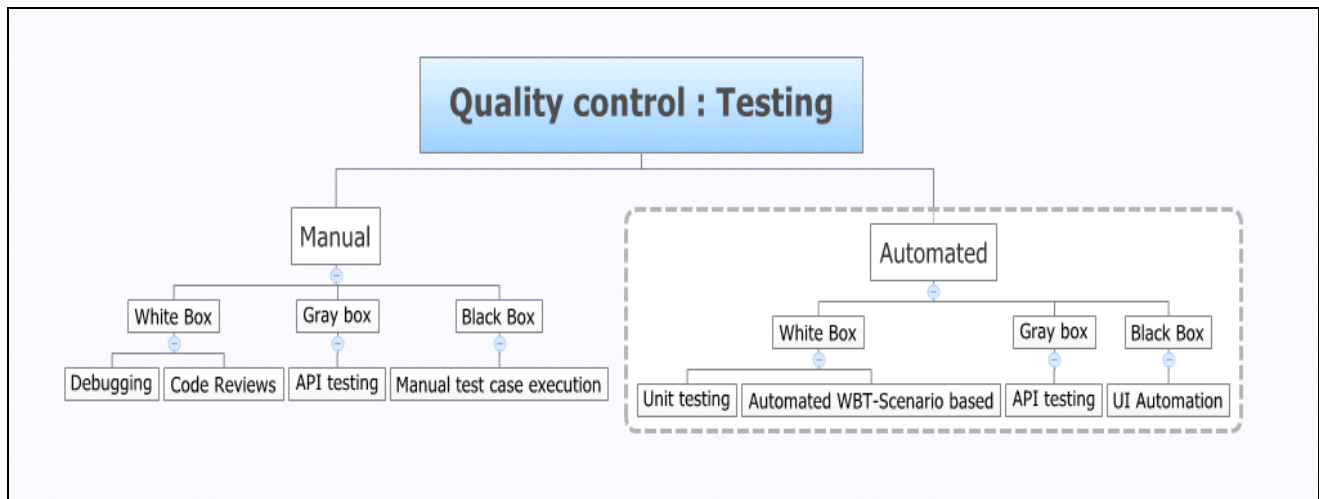 Quality control : Testing
Manual
Automated
White Box
Gray box
Black Box
White Box
Gray box
Black Box
Debugging
Code Reviews
API testing
Manual test case execution
Unit testing
Automated WBT-Scenario based
API testing
UI Automation